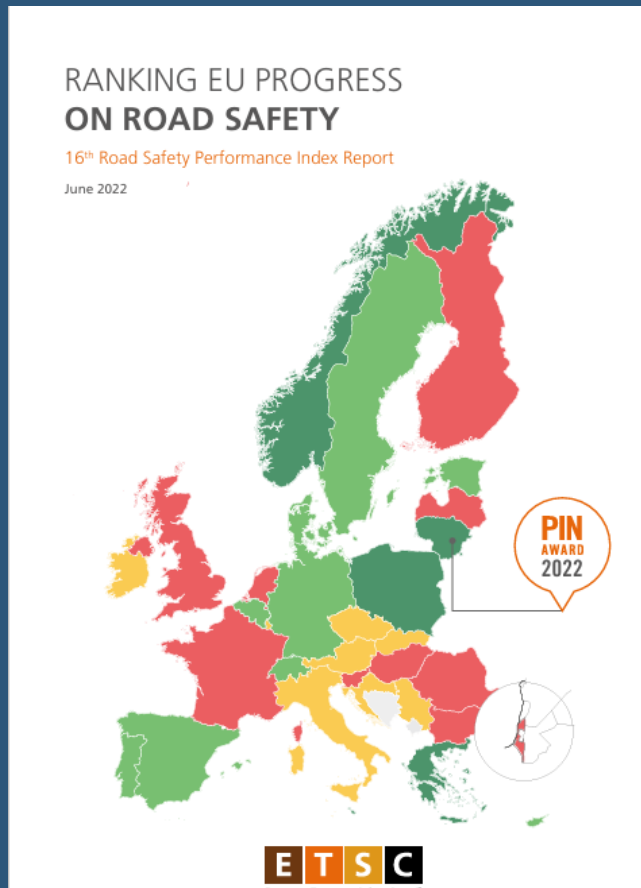 RANKING EU PROGRESS
ON ROAD SAFETY
16th Road Safety Performance Index Report
June 2022
PIN
AWARD
2022
ETSC